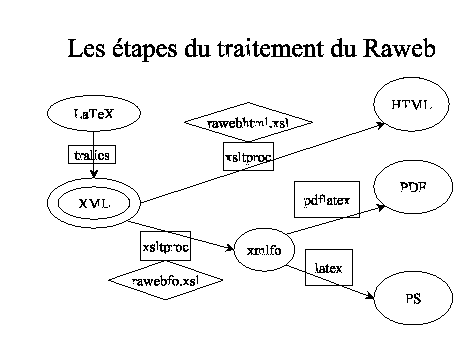 Les étapes du traitement du Raweb
LaTeX
rawebhtml.xsl
HTML
tralics
xsltproc
XML
pdflatex
PDF
xsltproc
xmlfo
rawebfo.xsl
latex
PS